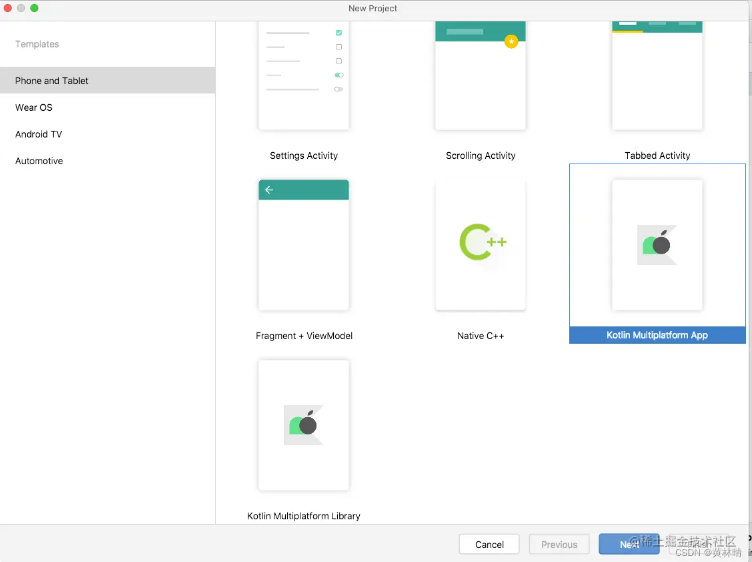 New Project
Templates
Phone and Tablet
Wear OS
Android TV
Automotive
Settings Activity
Scrolling Activity
Tabbed Activity
C++
Fragment + ViewModel
Native C++
Kotlin Multiplatform App
Kotlin Multiplatform Library
Cancel
Previous
Next
@稀土掘金技术社区
CSDN @黄林晴